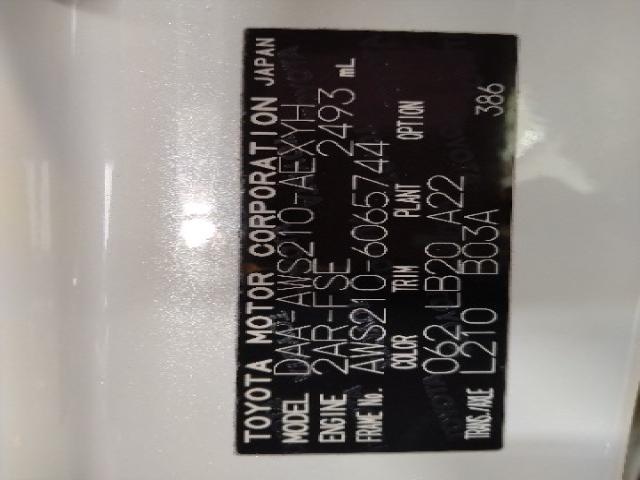 TOYOTA MOTOR CORPORATION JAPAN
MODEL DAA-AWS210-AEXYH
ENGINE 2AR-FSE 2493 mL
FRAME No. AWS210-6065744
COLOR TRIM PLANT OPTION
062 LB20 A22
TRANS./AXLE L210 B03A 386